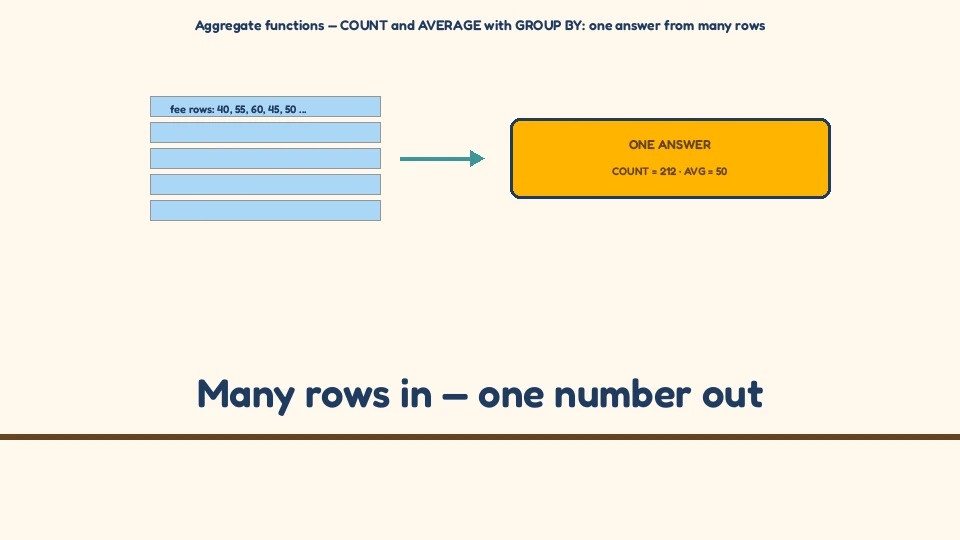 Aggregate functions — COUNT and AVERAGE with GROUP BY: one answer from many rows
fee rows: 40, 55, 60, 45, 50 ...
ONE ANSWER
COUNT = 212 · AVG = 50
Many rows in — one number out